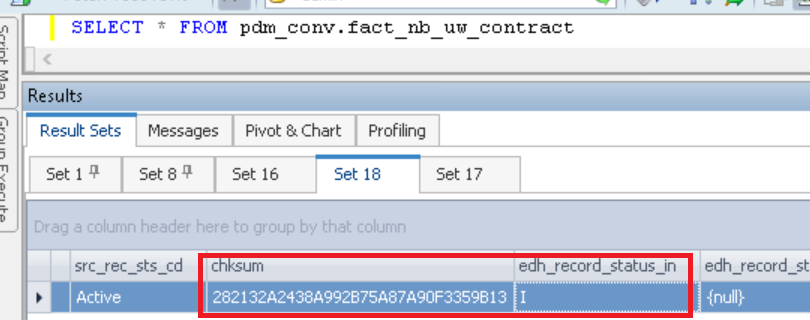 SELECT * FROM pdm_conv.fact_nb_uw_contract
Script Map
Group Execute
<
Results
Result Sets Messages Pivot & Chart Profiling
Set 1 Set 8 Set 16 Set 18 Set 17
Drag a column header here to group by that column
src_rec_sts_cd chksum edh_record_status_in edh_record_st
Active 282132A2438A992B75A87A90F3359B13 I {null}